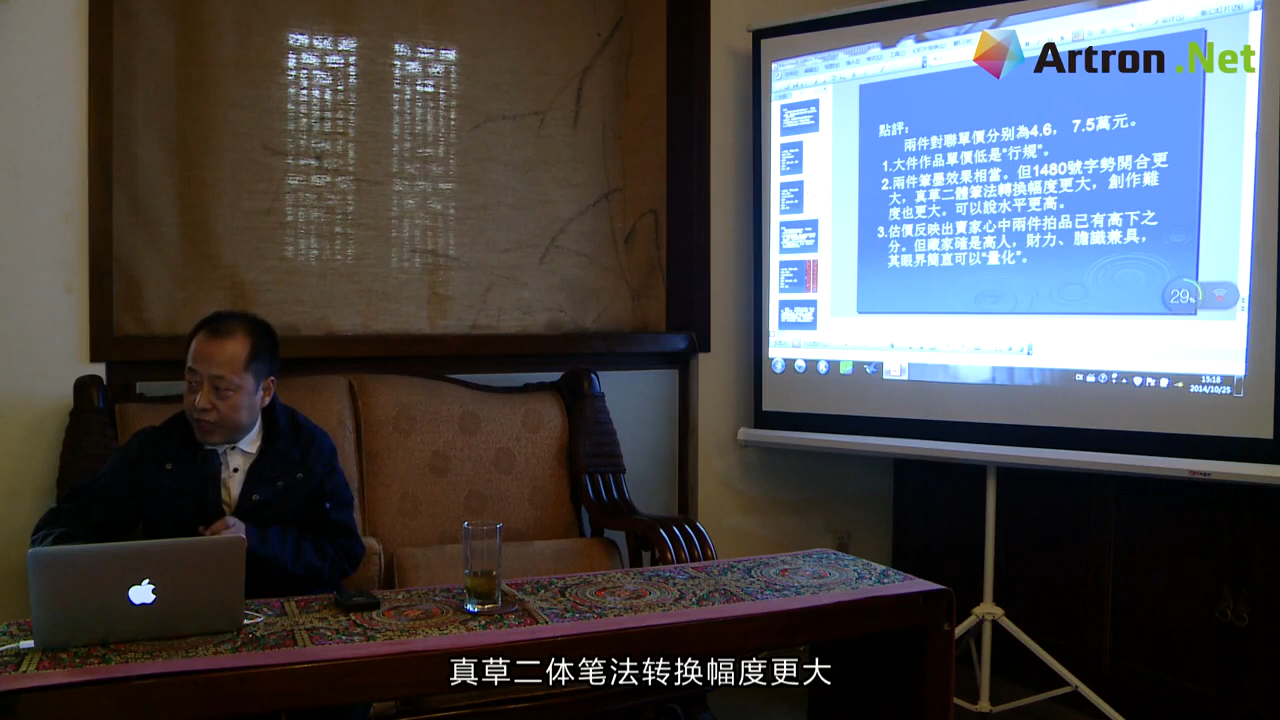 Artron.Net
點評:
兩件對聯單價分别為4.6， 7.5萬元。
1.大件作品單價低是"行規"。
2.兩件筆墨效果相當。但1480號字勢開合更
大，真草二體筆法轉換幅度更大，創作難
度也更大。可以說水平更高。
3.估價反映出賣家心中兩件拍品已有高下之
分。但藏家確是高人，財力、膽識兼具，
其眼界簡直可以"量化"。
29%
15:18
2014/10/25
真草二体笔法转换幅度更大